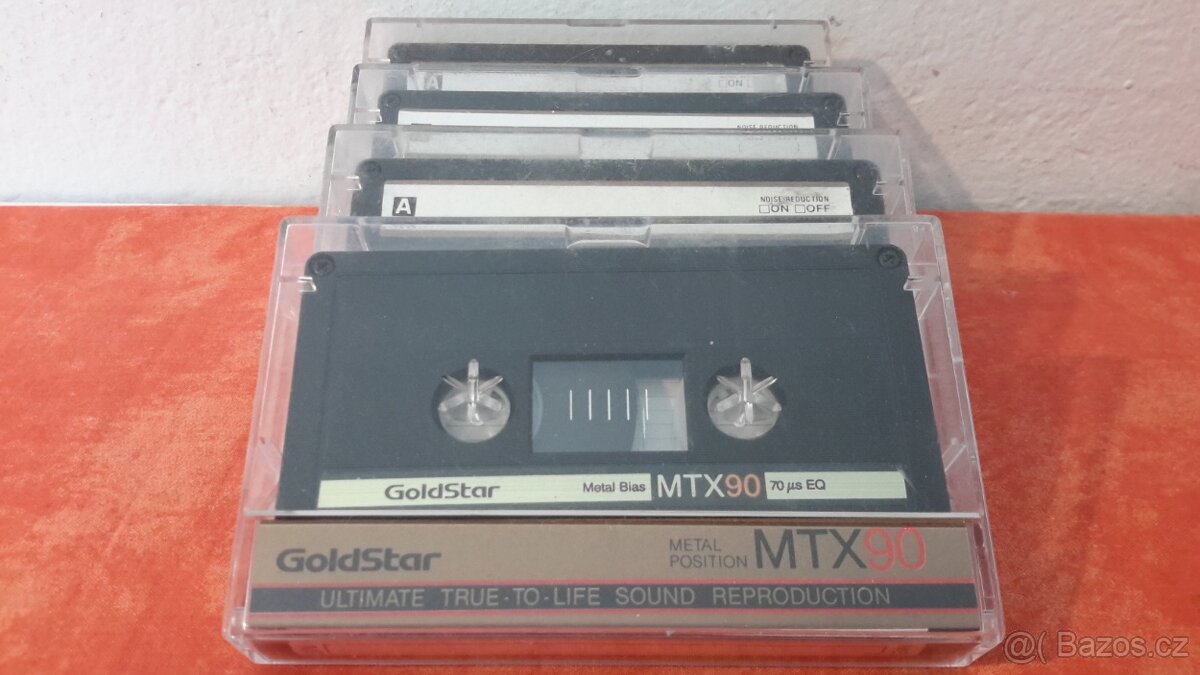 ON
NOISE REDUCTION
A
NOISE REDUCTION
ON OFF
GoldStar Metal Bias MTX90 70 µs EQ
GoldStar METAL POSITION MTX90
ULTIMATE TRUE-TO-LIFE SOUND REPRODUCTION
@( Bazos.cz